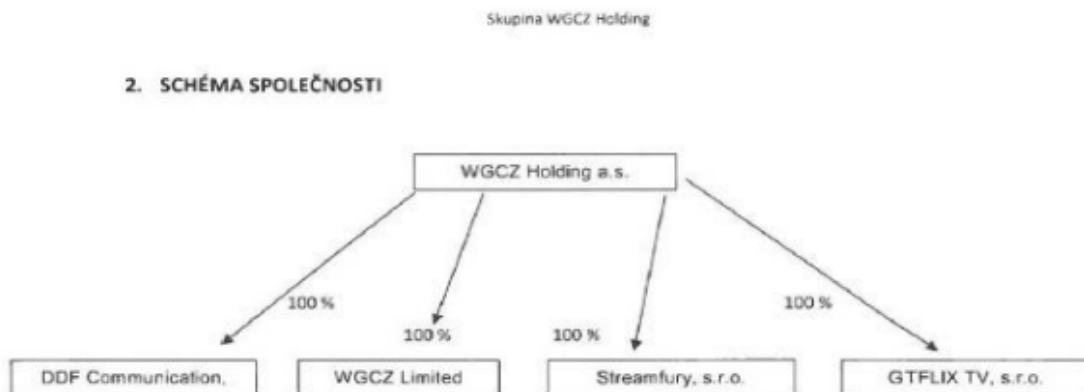 Skupina WGCZ Holding
2. SCHÉMA SPOLEČNOSTI
WGCZ Holding a.s.
100 %
100 %
100 %
100 %
DDF Communication,
WGCZ Limited
Streamfury, s.r.o.
GTFLIX TV, s.r.o.